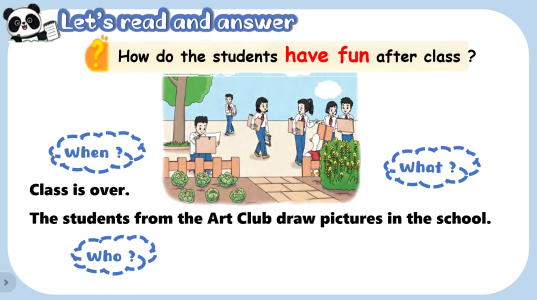 Let's read and answer
? How do the students have fun after class ?
When ?
What ?
Class is over.
The students from the Art Club draw pictures in the school.
Who ?